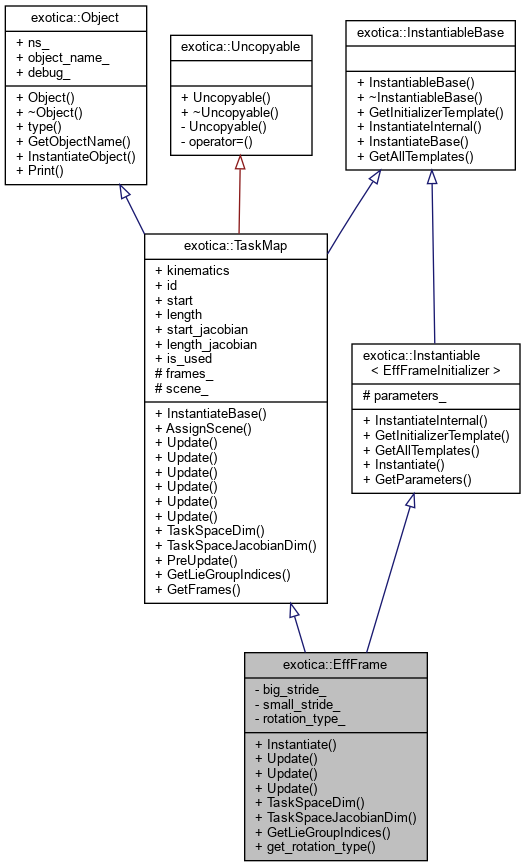 exotica::Object
+ ns_
+ object_name_
+ debug_
+ Object()
+ ~Object()
+ type()
+ GetObjectName()
+ InstantiateObject()
+ Print()
exotica::Uncopyable
+ Uncopyable()
+ ~Uncopyable()
- Uncopyable()
- operator=()
exotica::InstantiableBase
+ InstantiableBase()
+ ~InstantiableBase()
+ GetInitializerTemplate()
+ InstantiateInternal()
+ InstantiateBase()
+ GetAllTemplates()
exotica::TaskMap
+ kinematics
+ id
+ start
+ length
+ start_jacobian
+ length_jacobian
+ is_used
# frames_
# scene_
+ InstantiateBase()
+ AssignScene()
+ Update()
+ Update()
+ Update()
+ Update()
+ Update()
+ Update()
+ TaskSpaceDim()
+ TaskSpaceJacobianDim()
+ PreUpdate()
+ GetLieGroupIndices()
+ GetFrames()
exotica::Instantiable
< EffFrameInitializer >
# parameters_
+ InstantiateInternal()
+ GetInitializerTemplate()
+ GetAllTemplates()
+ Instantiate()
+ GetParameters()
exotica::EffFrame
- big_stride_
- small_stride_
- rotation_type_
+ Instantiate()
+ Update()
+ Update()
+ Update()
+ TaskSpaceDim()
+ TaskSpaceJacobianDim()
+ GetLieGroupIndices()
+ get_rotation_type()